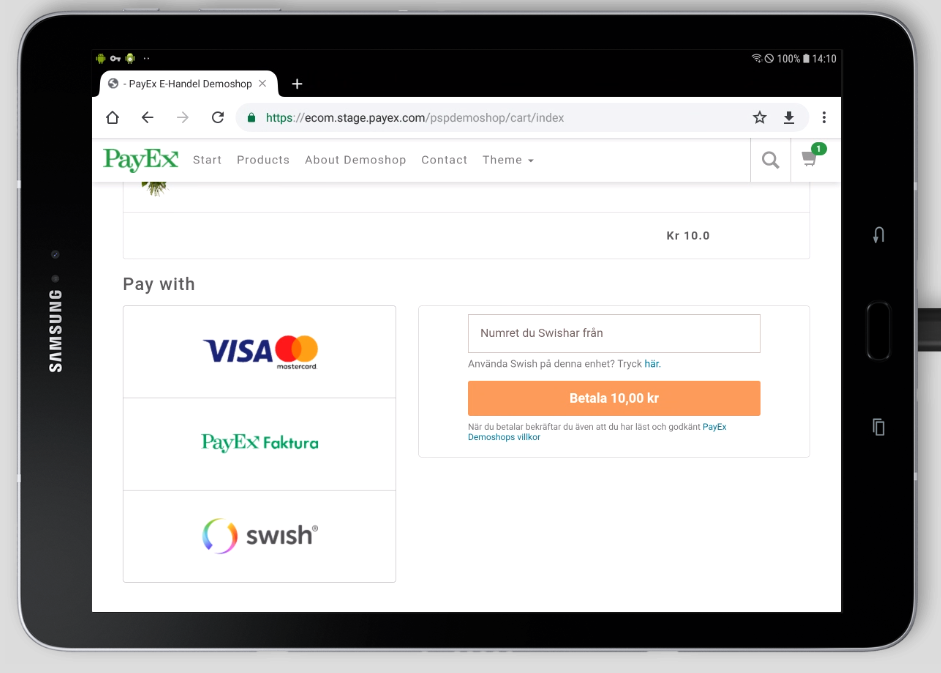 100% 14:10
- PayEx E-Handel Demoshop
https://ecom.stage.payex.com/pspdemoshop/cart/index
PayEx Start Products About Demoshop Contact Theme
1
Kr 10.0
Pay with
VISA mastercard
PayEx Faktura
swish®
Numret du Swishar från
Använda Swish på denna enhet? Tryck här.
Betala 10,00 kr
När du betalar bekräftar du även att du har läst och godkänt PayEx
Demoshops villkor
SAMSUNG